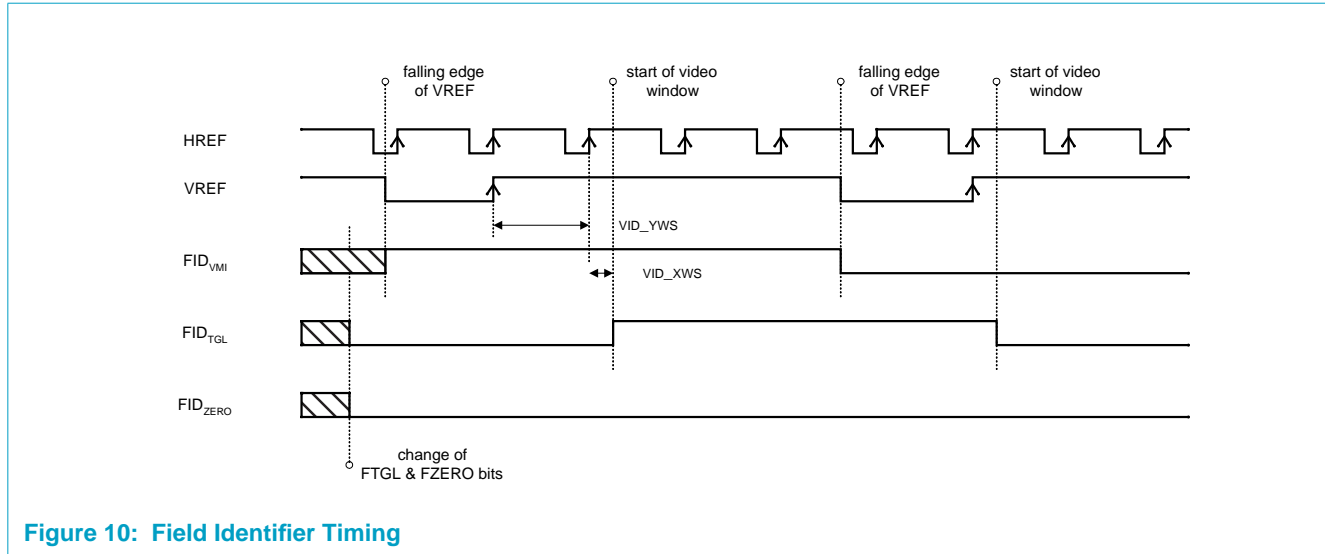 falling edge
of VREF
start of video
window
falling edge
of VREF
start of video
window
HREF
VREF
VID_YWS
FIDVMI
VID_XWS
FIDTGL
FIDZERO
change of
FTGL & FZERO bits
Figure 10: Field Identifier Timing